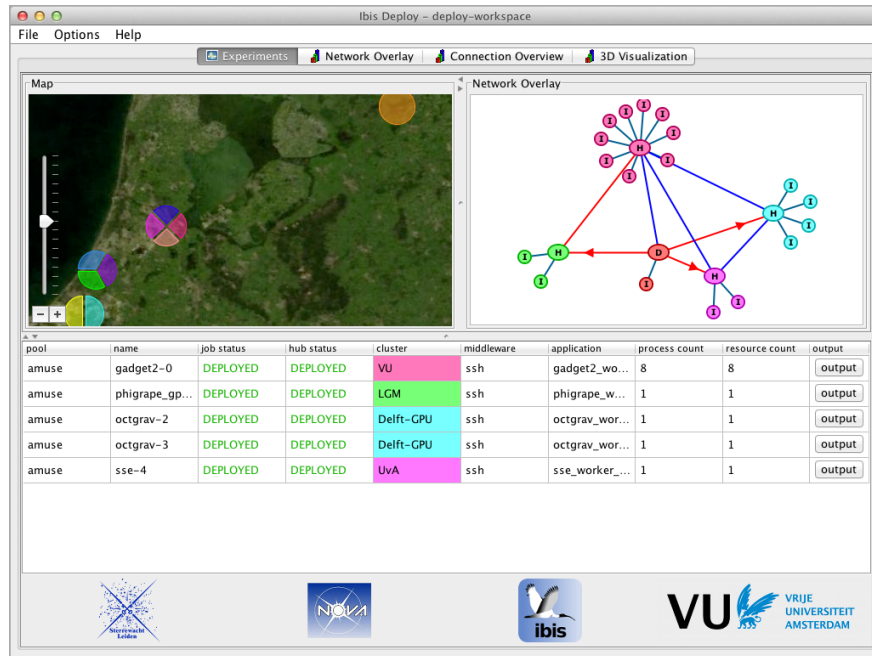 Ibis Deploy – deploy-workspace
File Options Help
Experiments Network Overlay Connection Overview 3D Visualization
Map
Network Overlay
I I I I I I I I I H
I I I I H
I I H
D I
H I I I
− +
pool name job status hub status cluster middleware application process count resource count output
amuse gadget2-0 DEPLOYED DEPLOYED VU ssh gadget2_wo... 8 8 output
amuse phigrape_gp... DEPLOYED DEPLOYED LGM ssh phigrape_w... 1 1 output
amuse octgrav-2 DEPLOYED DEPLOYED Delft-GPU ssh octgrav_wor... 1 1 output
amuse octgrav-3 DEPLOYED DEPLOYED Delft-GPU ssh octgrav_wor... 1 1 output
amuse sse-4 DEPLOYED DEPLOYED UvA ssh sse_worker_... 1 1 output
Sterrewacht
Leiden
NOVA
ibis
VU
VRIJE
UNIVERSITEIT
AMSTERDAM